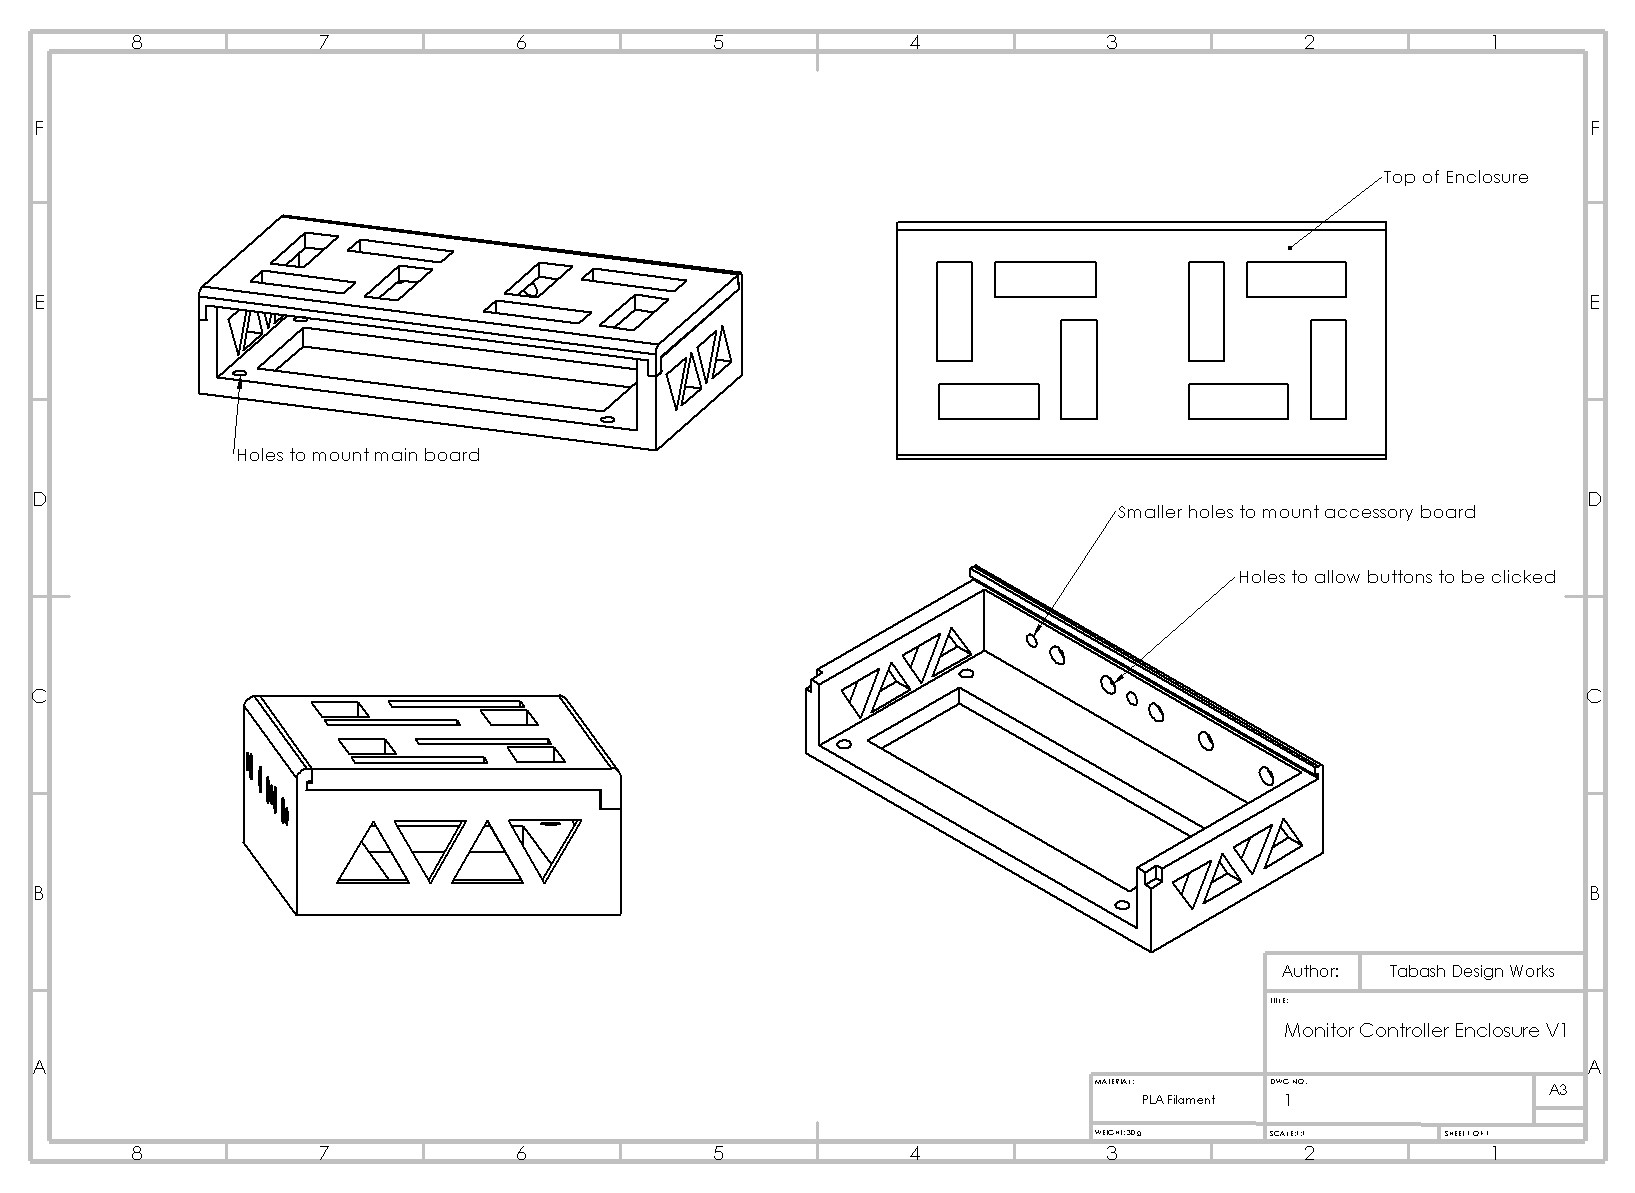 8 7 6 5 4 3 2 1
F F
Top of Enclosure
E E
Holes to mount main board
D D
Smaller holes to mount accessory board
Holes to allow buttons to be clicked
C C
B B
Author: Tabash Design Works
TITLE:
Monitor Controller Enclosure V1
A A
MATERIAL: DWG NO.
PLA Filament 1 A3
WEIGHT: 30 g SCALE:1:1 SHEET 1 OF 1
8 7 6 5 4 3 2 1